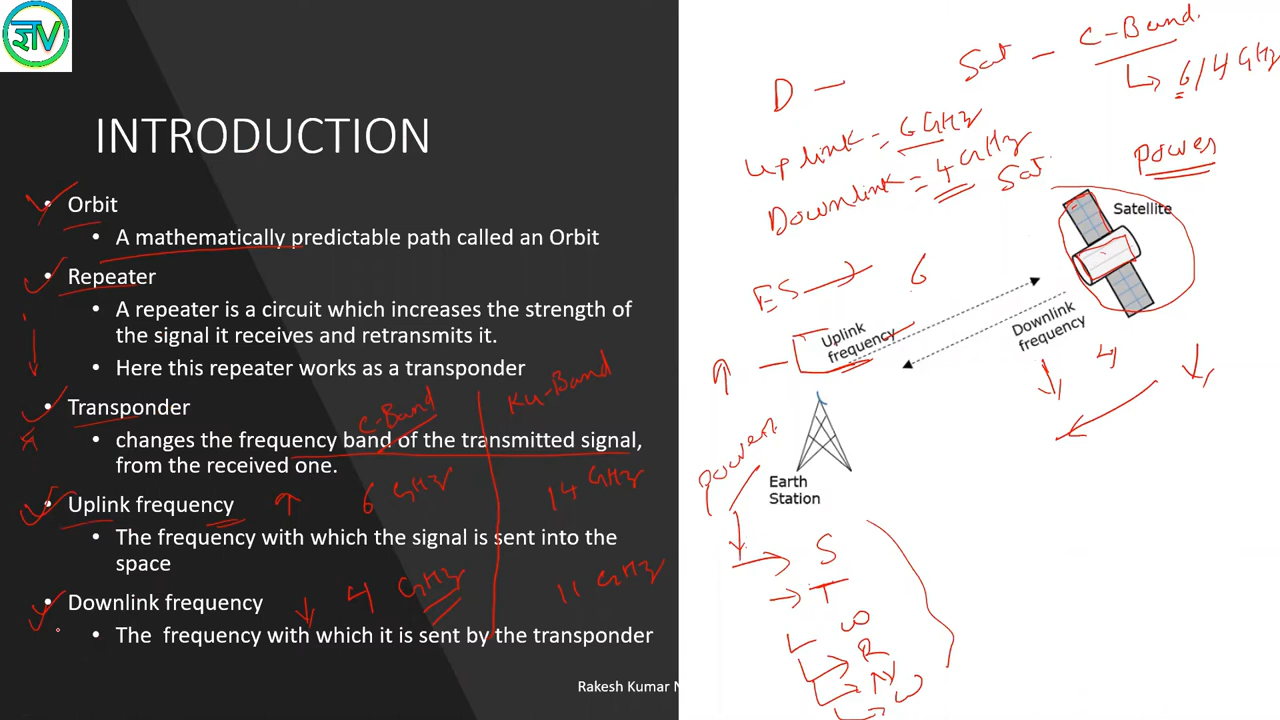 ज्ञV
INTRODUCTION
• Orbit
• A mathematically predictable path called an Orbit
• Repeater
• A repeater is a circuit which increases the strength of
the signal it receives and retransmits it.
• Here this repeater works as a transponder
• Transponder
• changes the frequency band of the transmitted signal,
from the received one.
• Uplink frequency
• The frequency with which the signal is sent into the
space
• Downlink frequency
• The frequency with which it is sent by the transponder
C-Band
Ku-Band
↑ 6 GHz
14 GHz
↓ 4 GHz
11 GHz
Rakesh Kumar N
D –
Sat – C-Band.
6/4 GHz
Uplink = 6 GHz
Downlink = 4 GHz
Sat
Power
Satellite
ES → 6
Uplink
frequency
Downlink
frequency
4
Earth
Station
Power
S
T
W
R
N
W